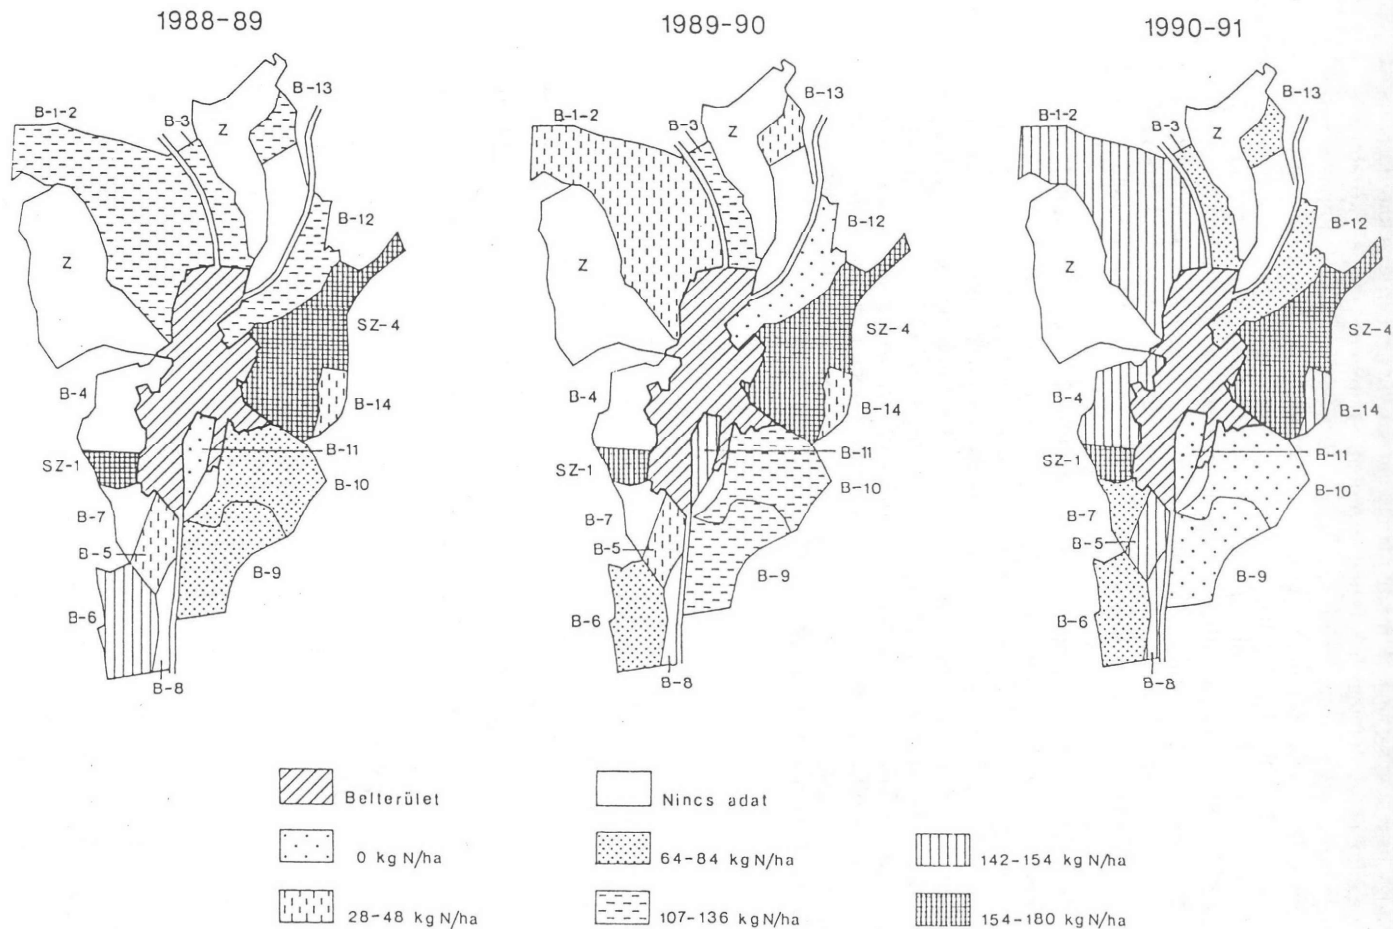 1988-89
1989-90
1990-91
B-1-2
B-3
B-13
Z
Z
B-12
SZ-4
B-4
B-14
B-11
SZ-1
B-10
B-7
B-5
B-9
B-6
B-8
B-1-2
B-3
B-13
Z
Z
B-12
SZ-4
B-4
B-14
B-11
SZ-1
B-10
B-7
B-5
B-9
B-6
B-8
B-1-2
B-3
B-13
Z
Z
B-12
SZ-4
B-4
B-14
B-11
SZ-1
B-10
B-7
B-5
B-9
B-6
B-8
Belterület
Nincs adat
0 kg N/ha
64-84 kg N/ha
142-154 kg N/ha
28-48 kg N/ha
107-136 kg N/ha
154-180 kg N/ha